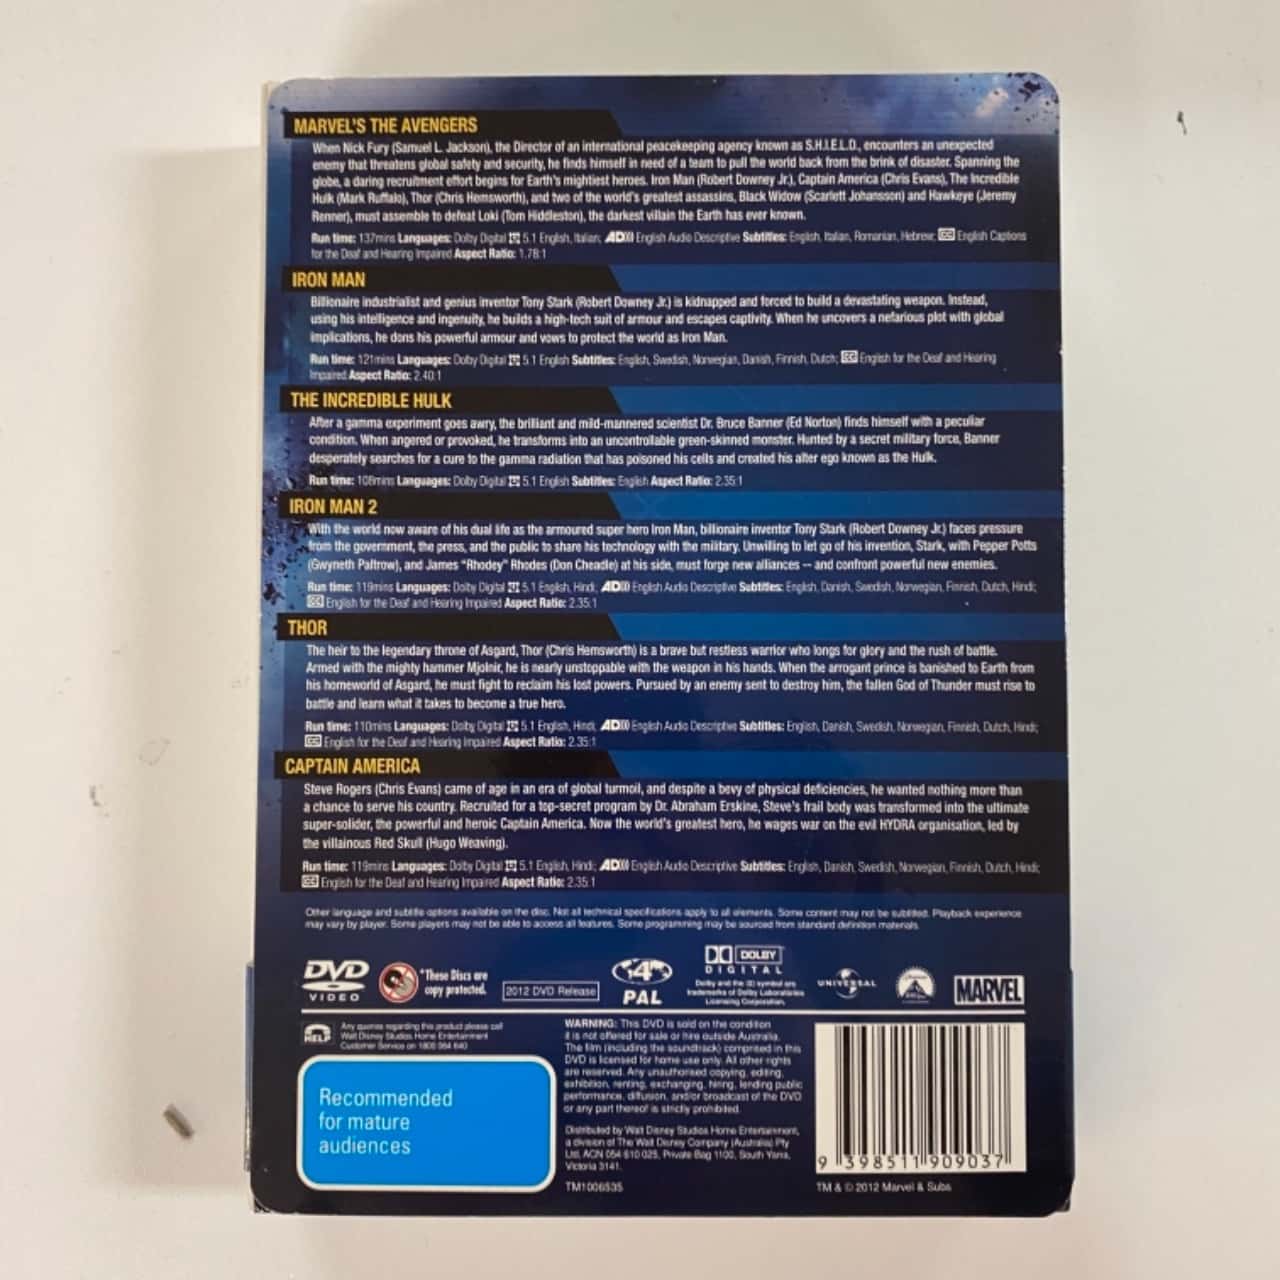 MARVEL'S THE AVENGERS
When Nick Fury (Samuel L. Jackson), the Director of an international peacekeeping agency known as S.H.I.E.L.D., encounters an unexpected
enemy that threatens global safety and security, he finds himself in need of a team to pull the world back from the brink of disaster. Spanning the
globe, a daring recruitment effort begins for Earth's mightiest heroes. Iron Man (Robert Downey Jr.), Captain America (Chris Evans), The Incredible
Hulk (Mark Ruffalo), Thor (Chris Hemsworth), and two of the world's greatest assassins, Black Widow (Scarlett Johansson) and Hawkeye (Jeremy
Renner), must assemble to defeat Loki (Tom Hiddleston), the darkest villain the Earth has ever known.
Run time: 137mins Languages: Dolby Digital 5.1 English, Italian; AD English Audio Descriptive Subtitles: English, Italian, Romanian, Hebrew; CC English Captions
for the Deaf and Hearing Impaired Aspect Ratio: 1.78:1
IRON MAN
Billionaire industrialist and genius inventor Tony Stark (Robert Downey Jr.) is kidnapped and forced to build a devastating weapon. Instead,
using his intelligence and ingenuity, he builds a high-tech suit of armour and escapes captivity. When he uncovers a nefarious plot with global
implications, he dons his powerful armour and vows to protect the world as Iron Man.
Run time: 121mins Languages: Dolby Digital 5.1 English Subtitles: English, Swedish, Norwegian, Danish, Finnish, Dutch; CC English for the Deaf and Hearing
Impaired Aspect Ratio: 2.40:1
THE INCREDIBLE HULK
After a gamma experiment goes awry, the brilliant and mild-mannered scientist Dr. Bruce Banner (Ed Norton) finds himself with a peculiar
condition. When angered or provoked, he transforms into an uncontrollable green-skinned monster. Hunted by a secret military force, Banner
desperately searches for a cure to the gamma radiation that has poisoned his cells and created his alter ego known as the Hulk.
Run time: 108mins Languages: Dolby Digital 5.1 English Subtitles: English Aspect Ratio: 2.35:1
IRON MAN 2
With the world now aware of his dual life as the armoured super hero Iron Man, billionaire inventor Tony Stark (Robert Downey Jr.) faces pressure
from the government, the press, and the public to share his technology with the military. Unwilling to let go of his invention, Stark, with Pepper Potts
(Gwyneth Paltrow), and James "Rhodey" Rhodes (Don Cheadle) at his side, must forge new alliances -- and confront powerful new enemies.
Run time: 119mins Languages: Dolby Digital 5.1 English, Hindi; AD English Audio Descriptive Subtitles: English, Danish, Swedish, Norwegian, Finnish, Dutch, Hindi;
CC English for the Deaf and Hearing Impaired Aspect Ratio: 2.35:1
THOR
The heir to the legendary throne of Asgard, Thor (Chris Hemsworth) is a brave but restless warrior who longs for glory and the rush of battle.
Armed with the mighty hammer Mjolnir, he is nearly unstoppable with the weapon in his hands. When the arrogant prince is banished to Earth from
his homeworld of Asgard, he must fight to reclaim his lost powers. Pursued by an enemy sent to destroy him, the fallen God of Thunder must rise to
battle and learn what it takes to become a true hero.
Run time: 110mins Languages: Dolby Digital 5.1 English, Hindi; AD English Audio Descriptive Subtitles: English, Danish, Swedish, Norwegian, Finnish, Dutch, Hindi;
CC English for the Deaf and Hearing Impaired Aspect Ratio: 2.35:1
CAPTAIN AMERICA
Steve Rogers (Chris Evans) came of age in an era of global turmoil, and despite a bevy of physical deficiencies, he wanted nothing more than
a chance to serve his country. Recruited for a top-secret program by Dr. Abraham Erskine, Steve's frail body was transformed into the ultimate
super-solider, the powerful and heroic Captain America. Now the world's greatest hero, he wages war on the evil HYDRA organisation, led by
the villainous Red Skull (Hugo Weaving).
Run time: 119mins Languages: Dolby Digital 5.1 English, Hindi; AD English Audio Descriptive Subtitles: English, Danish, Swedish, Norwegian, Finnish, Dutch, Hindi;
CC English for the Deaf and Hearing Impaired Aspect Ratio: 2.35:1
Other language and subtitle options available on the disc. Not all technical specifications apply to all elements. Some content may not be subtitled. Playback experience
may vary by player. Some players may not be able to access all features. Some programming may be sourced from standard definition materials.
DVD
VIDEO
*These Discs are
copy protected.
2012 DVD Release
4
PAL
DOLBY
DIGITAL
Dolby and the DD symbol are
trademarks of Dolby Laboratories
Licensing Corporation.
UNIVERSAL
Paramount
MARVEL
HELP
Any queries regarding this product please call
Walt Disney Studios Home Entertainment
Customer Service on 1800 064 640
Recommended
for mature
audiences
WARNING: This DVD is sold on the condition
it is not offered for sale or hire outside Australia.
The film (including the soundtrack) comprised in this
DVD is licensed for home use only. All other rights
are reserved. Any unauthorised copying, editing,
exhibition, renting, exchanging, hiring, lending public
performance, diffusion, and/or broadcast of the DVD
or any part thereof is strictly prohibited.
Distributed by Walt Disney Studios Home Entertainment,
a division of The Walt Disney Company (Australia) Pty
Ltd, ACN 054 610 025, Private Bag 1100, South Yarra,
Victoria 3141.
TM1006535
9 398511 909037
TM & © 2012 Marvel & Subs